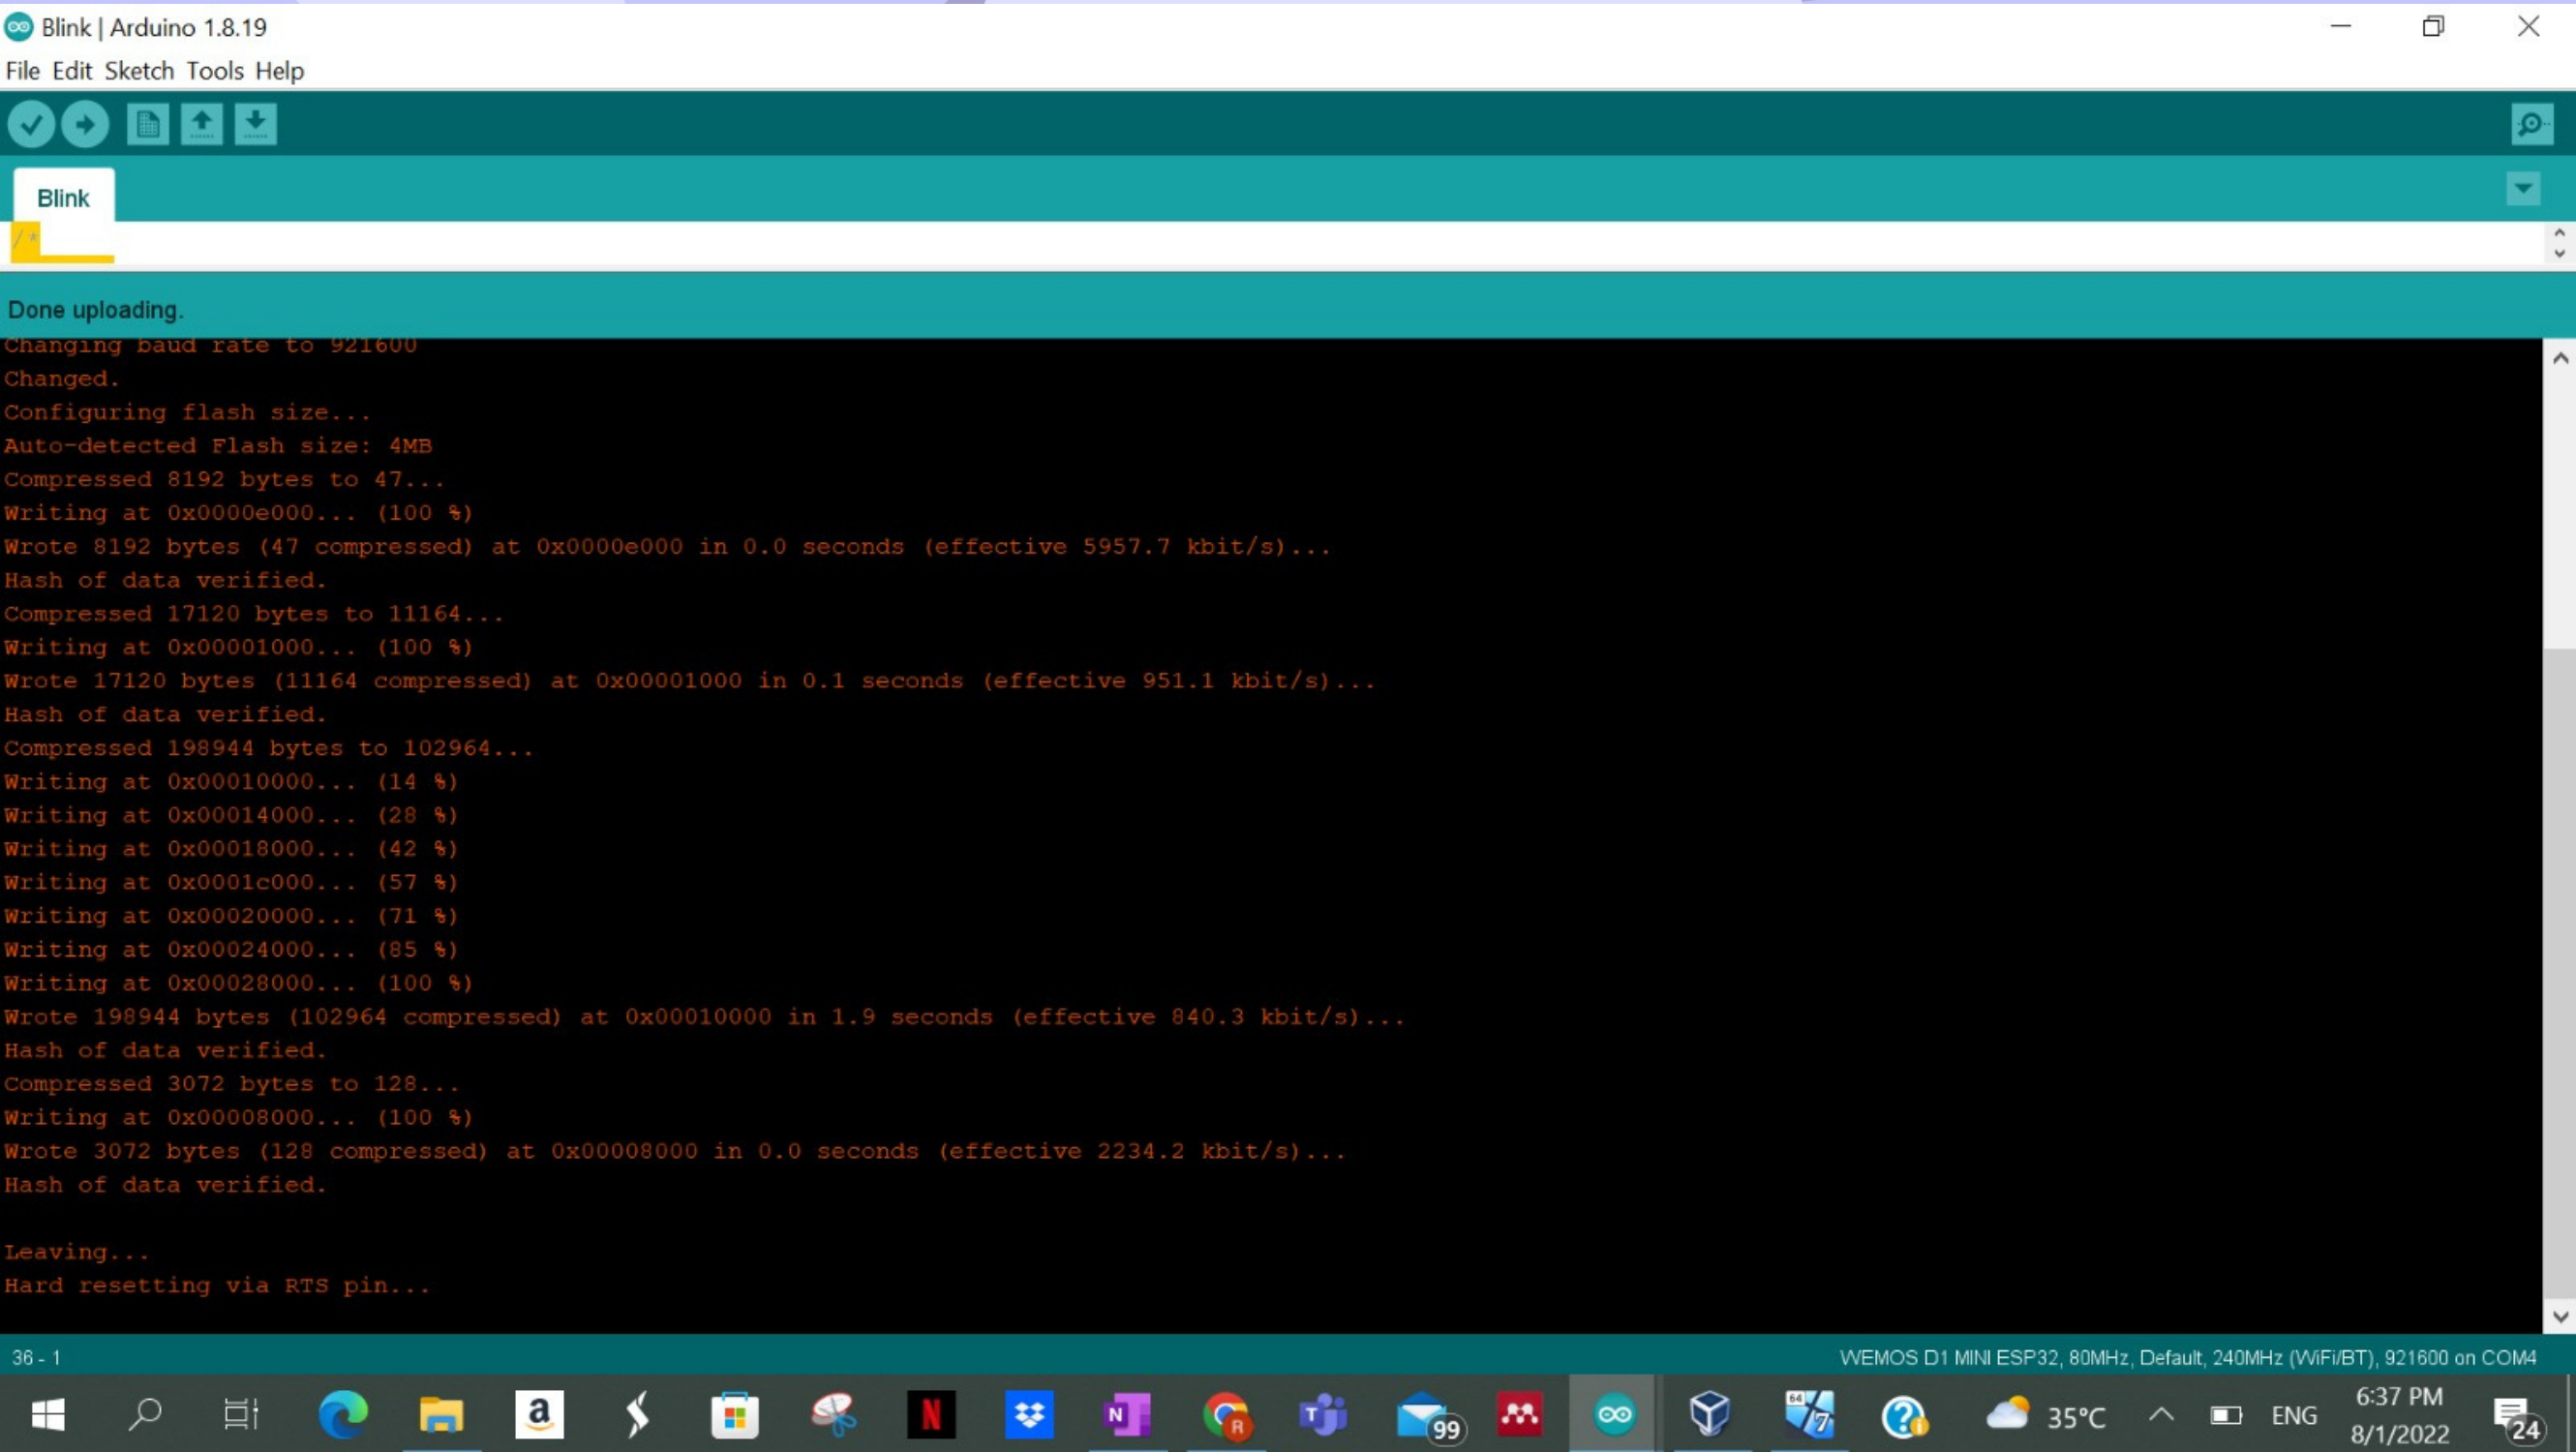 Blink | Arduino 1.8.19
File Edit Sketch Tools Help
Blink
/*
Done uploading.
Changing baud rate to 921600
Changed.
Configuring flash size...
Auto-detected Flash size: 4MB
Compressed 8192 bytes to 47...
Writing at 0x0000e000... (100 %)
Wrote 8192 bytes (47 compressed) at 0x0000e000 in 0.0 seconds (effective 5957.7 kbit/s)...
Hash of data verified.
Compressed 17120 bytes to 11164...
Writing at 0x00001000... (100 %)
Wrote 17120 bytes (11164 compressed) at 0x00001000 in 0.1 seconds (effective 951.1 kbit/s)...
Hash of data verified.
Compressed 198944 bytes to 102964...
Writing at 0x00010000... (14 %)
Writing at 0x00014000... (28 %)
Writing at 0x00018000... (42 %)
Writing at 0x0001c000... (57 %)
Writing at 0x00020000... (71 %)
Writing at 0x00024000... (85 %)
Writing at 0x00028000... (100 %)
Wrote 198944 bytes (102964 compressed) at 0x00010000 in 1.9 seconds (effective 840.3 kbit/s)...
Hash of data verified.
Compressed 3072 bytes to 128...
Writing at 0x00008000... (100 %)
Wrote 3072 bytes (128 compressed) at 0x00008000 in 0.0 seconds (effective 2234.2 kbit/s)...
Hash of data verified.
Leaving...
Hard resetting via RTS pin...
36 - 1
WEMOS D1 MINI ESP32, 80MHz, Default, 240MHz (WiFi/BT), 921600 on COM4
a
N
N
R
T
99
64
7
?
35°C
ENG
6:37 PM
8/1/2022
24